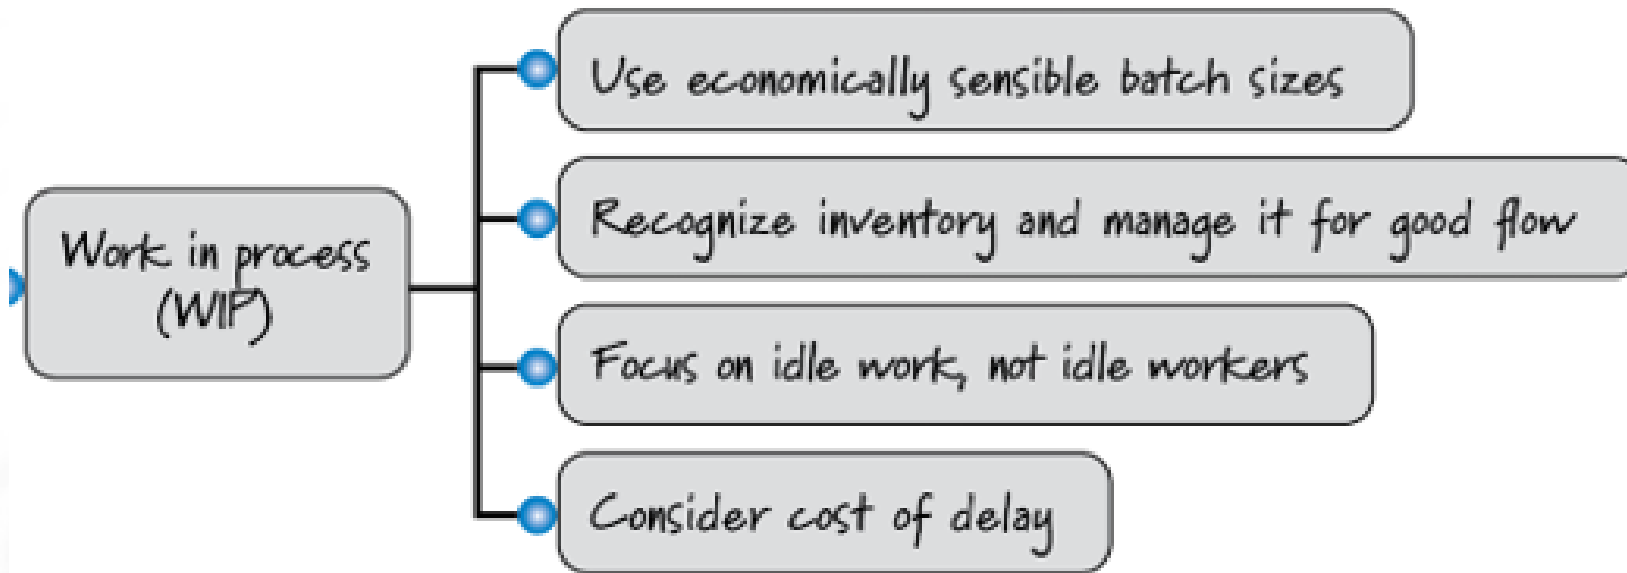 Work in process
(WIP)
Use economically sensible batch sizes
Recognize inventory and manage it for good flow
Focus on idle work, not idle workers
Consider cost of delay